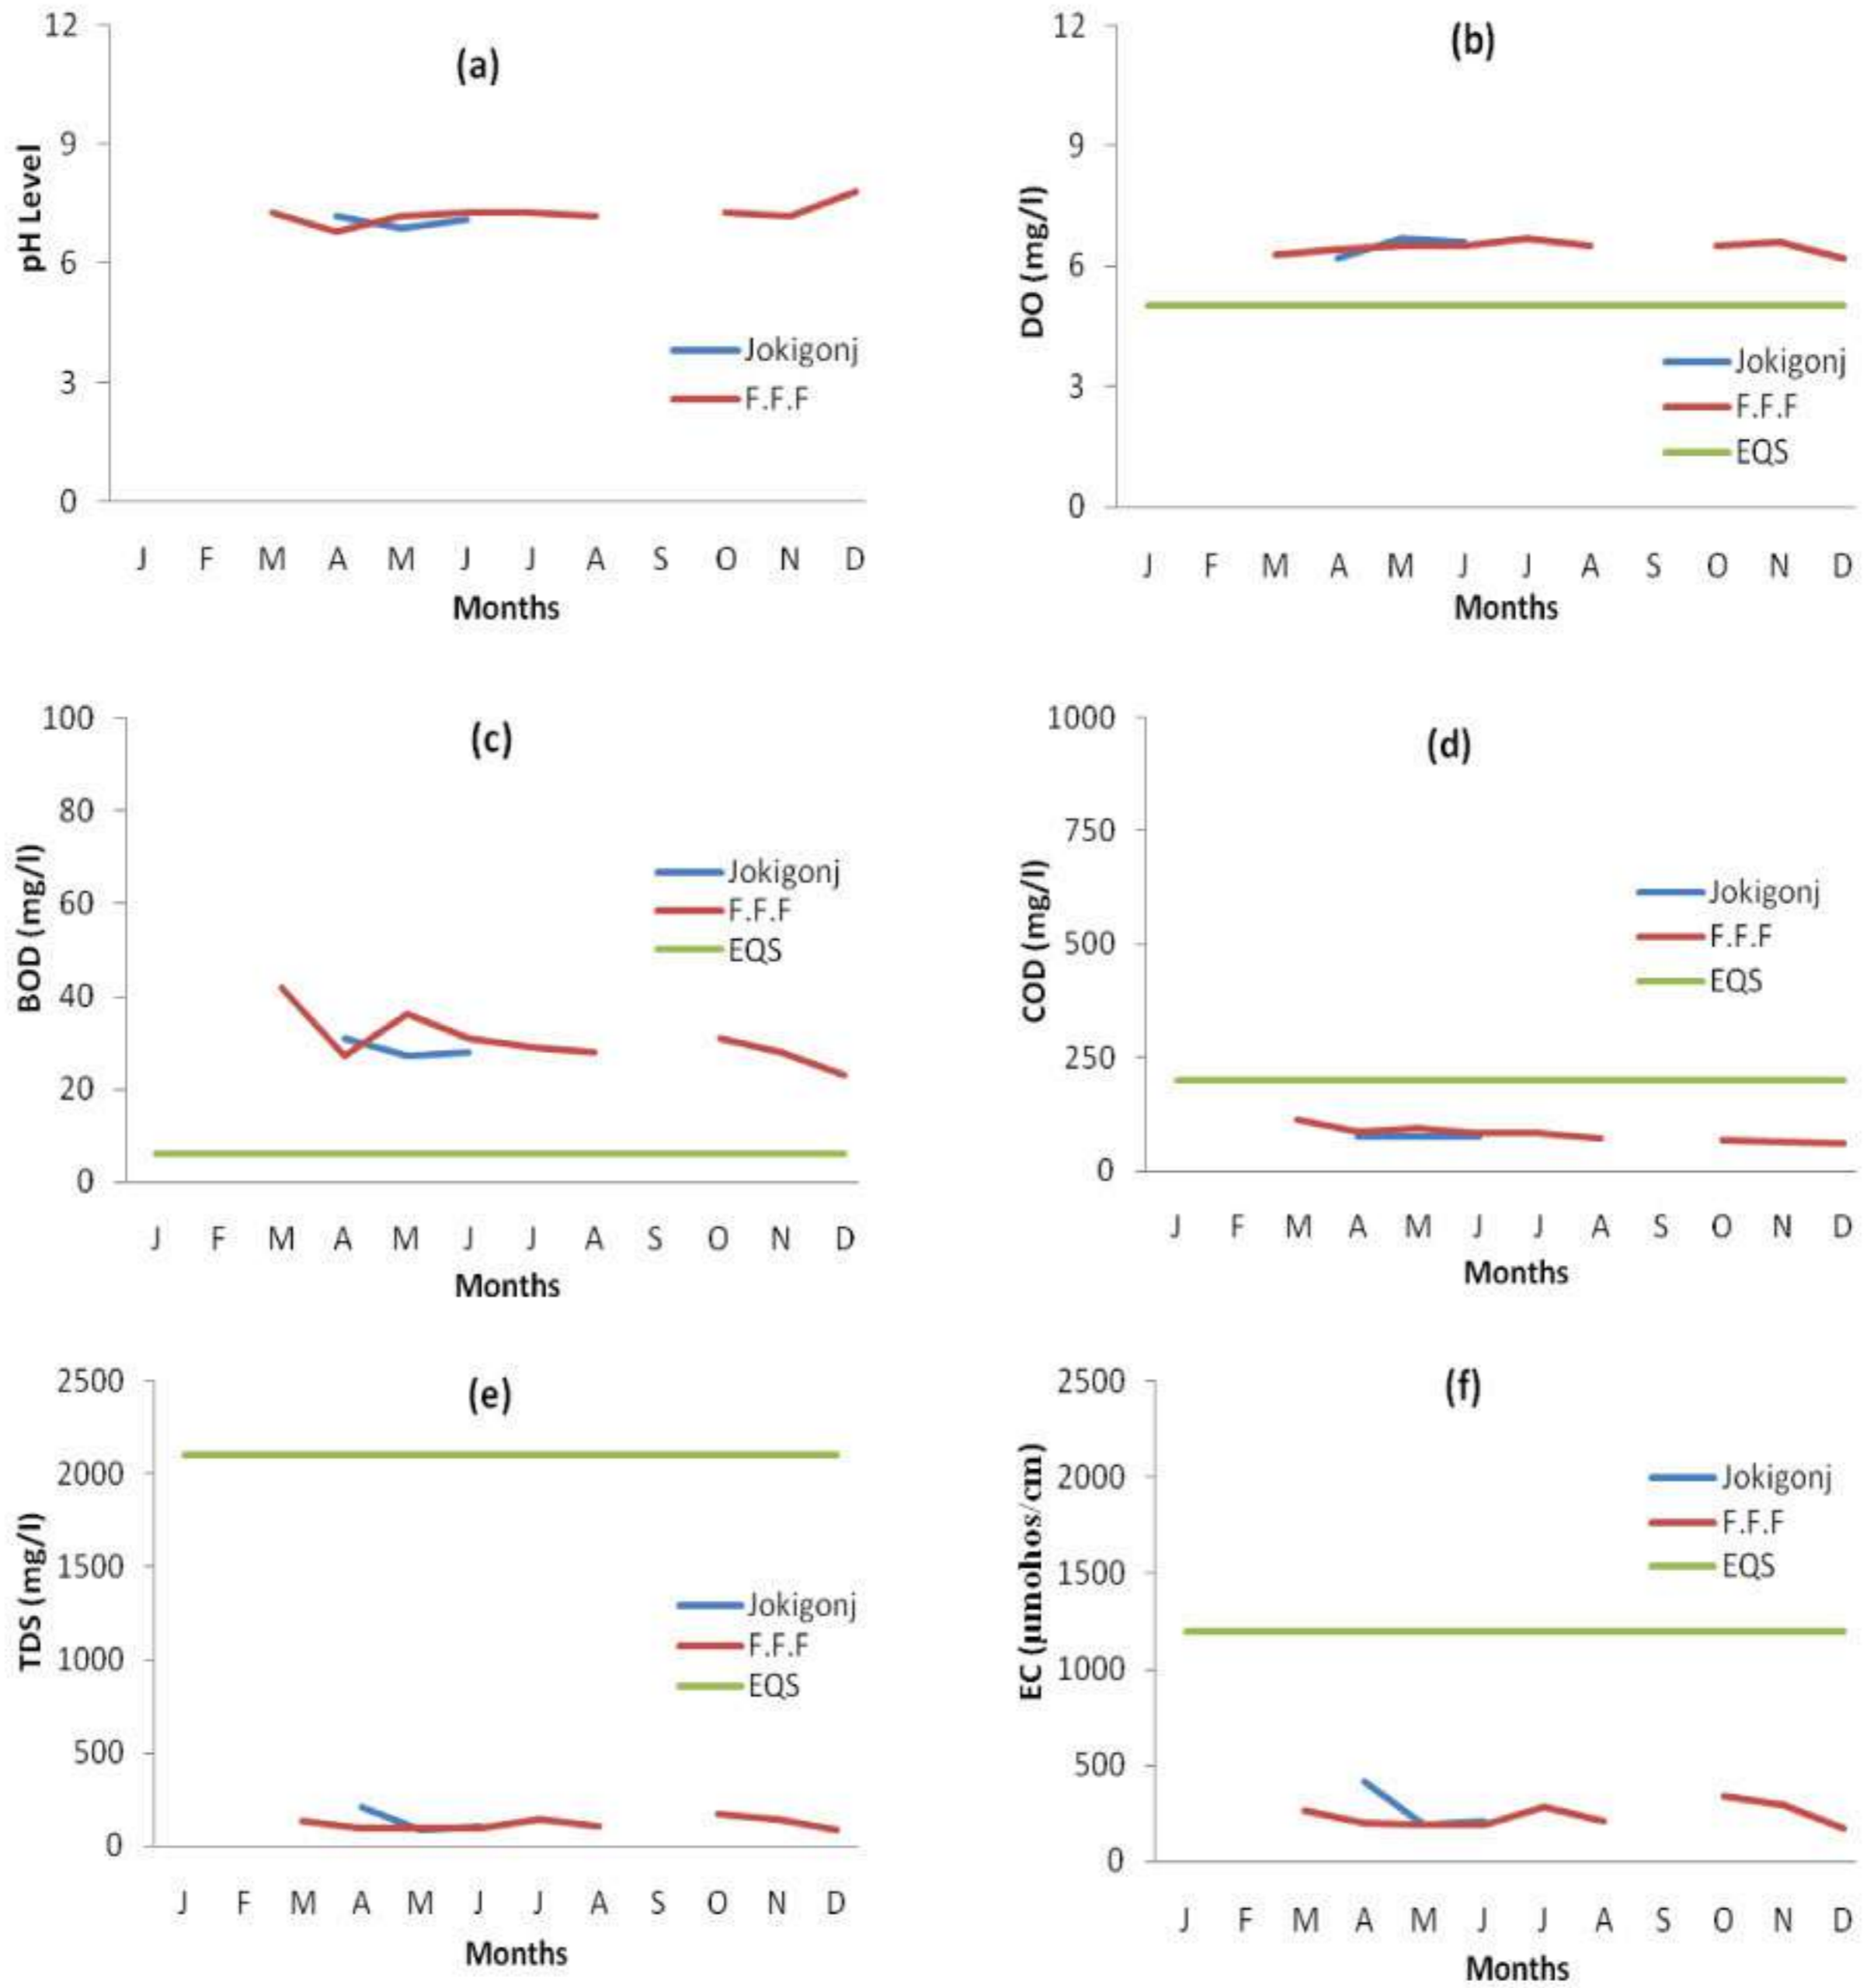 (a)
pH Level
12
9
6
3
0
Jokigonj
F.F.F
J F M A M J J A S O N D
Months
(b)
DO (mg/l)
12
9
6
3
0
Jokigonj
F.F.F
EQS
J F M A M J J A S O N D
Months
(c)
BOD (mg/l)
100
80
60
40
20
0
Jokigonj
F.F.F
EQS
J F M A M J J A S O N D
Months
(d)
COD (mg/l)
1000
750
500
250
0
Jokigonj
F.F.F
EQS
J F M A M J J A S O N D
Months
(e)
TDS (mg/l)
2500
2000
1500
1000
500
0
Jokigonj
F.F.F
EQS
J F M A M J J A S O N D
Months
(f)
EC (µmohos/cm)
2500
2000
1500
1000
500
0
Jokigonj
F.F.F
EQS
J F M A M J J A S O N D
Months